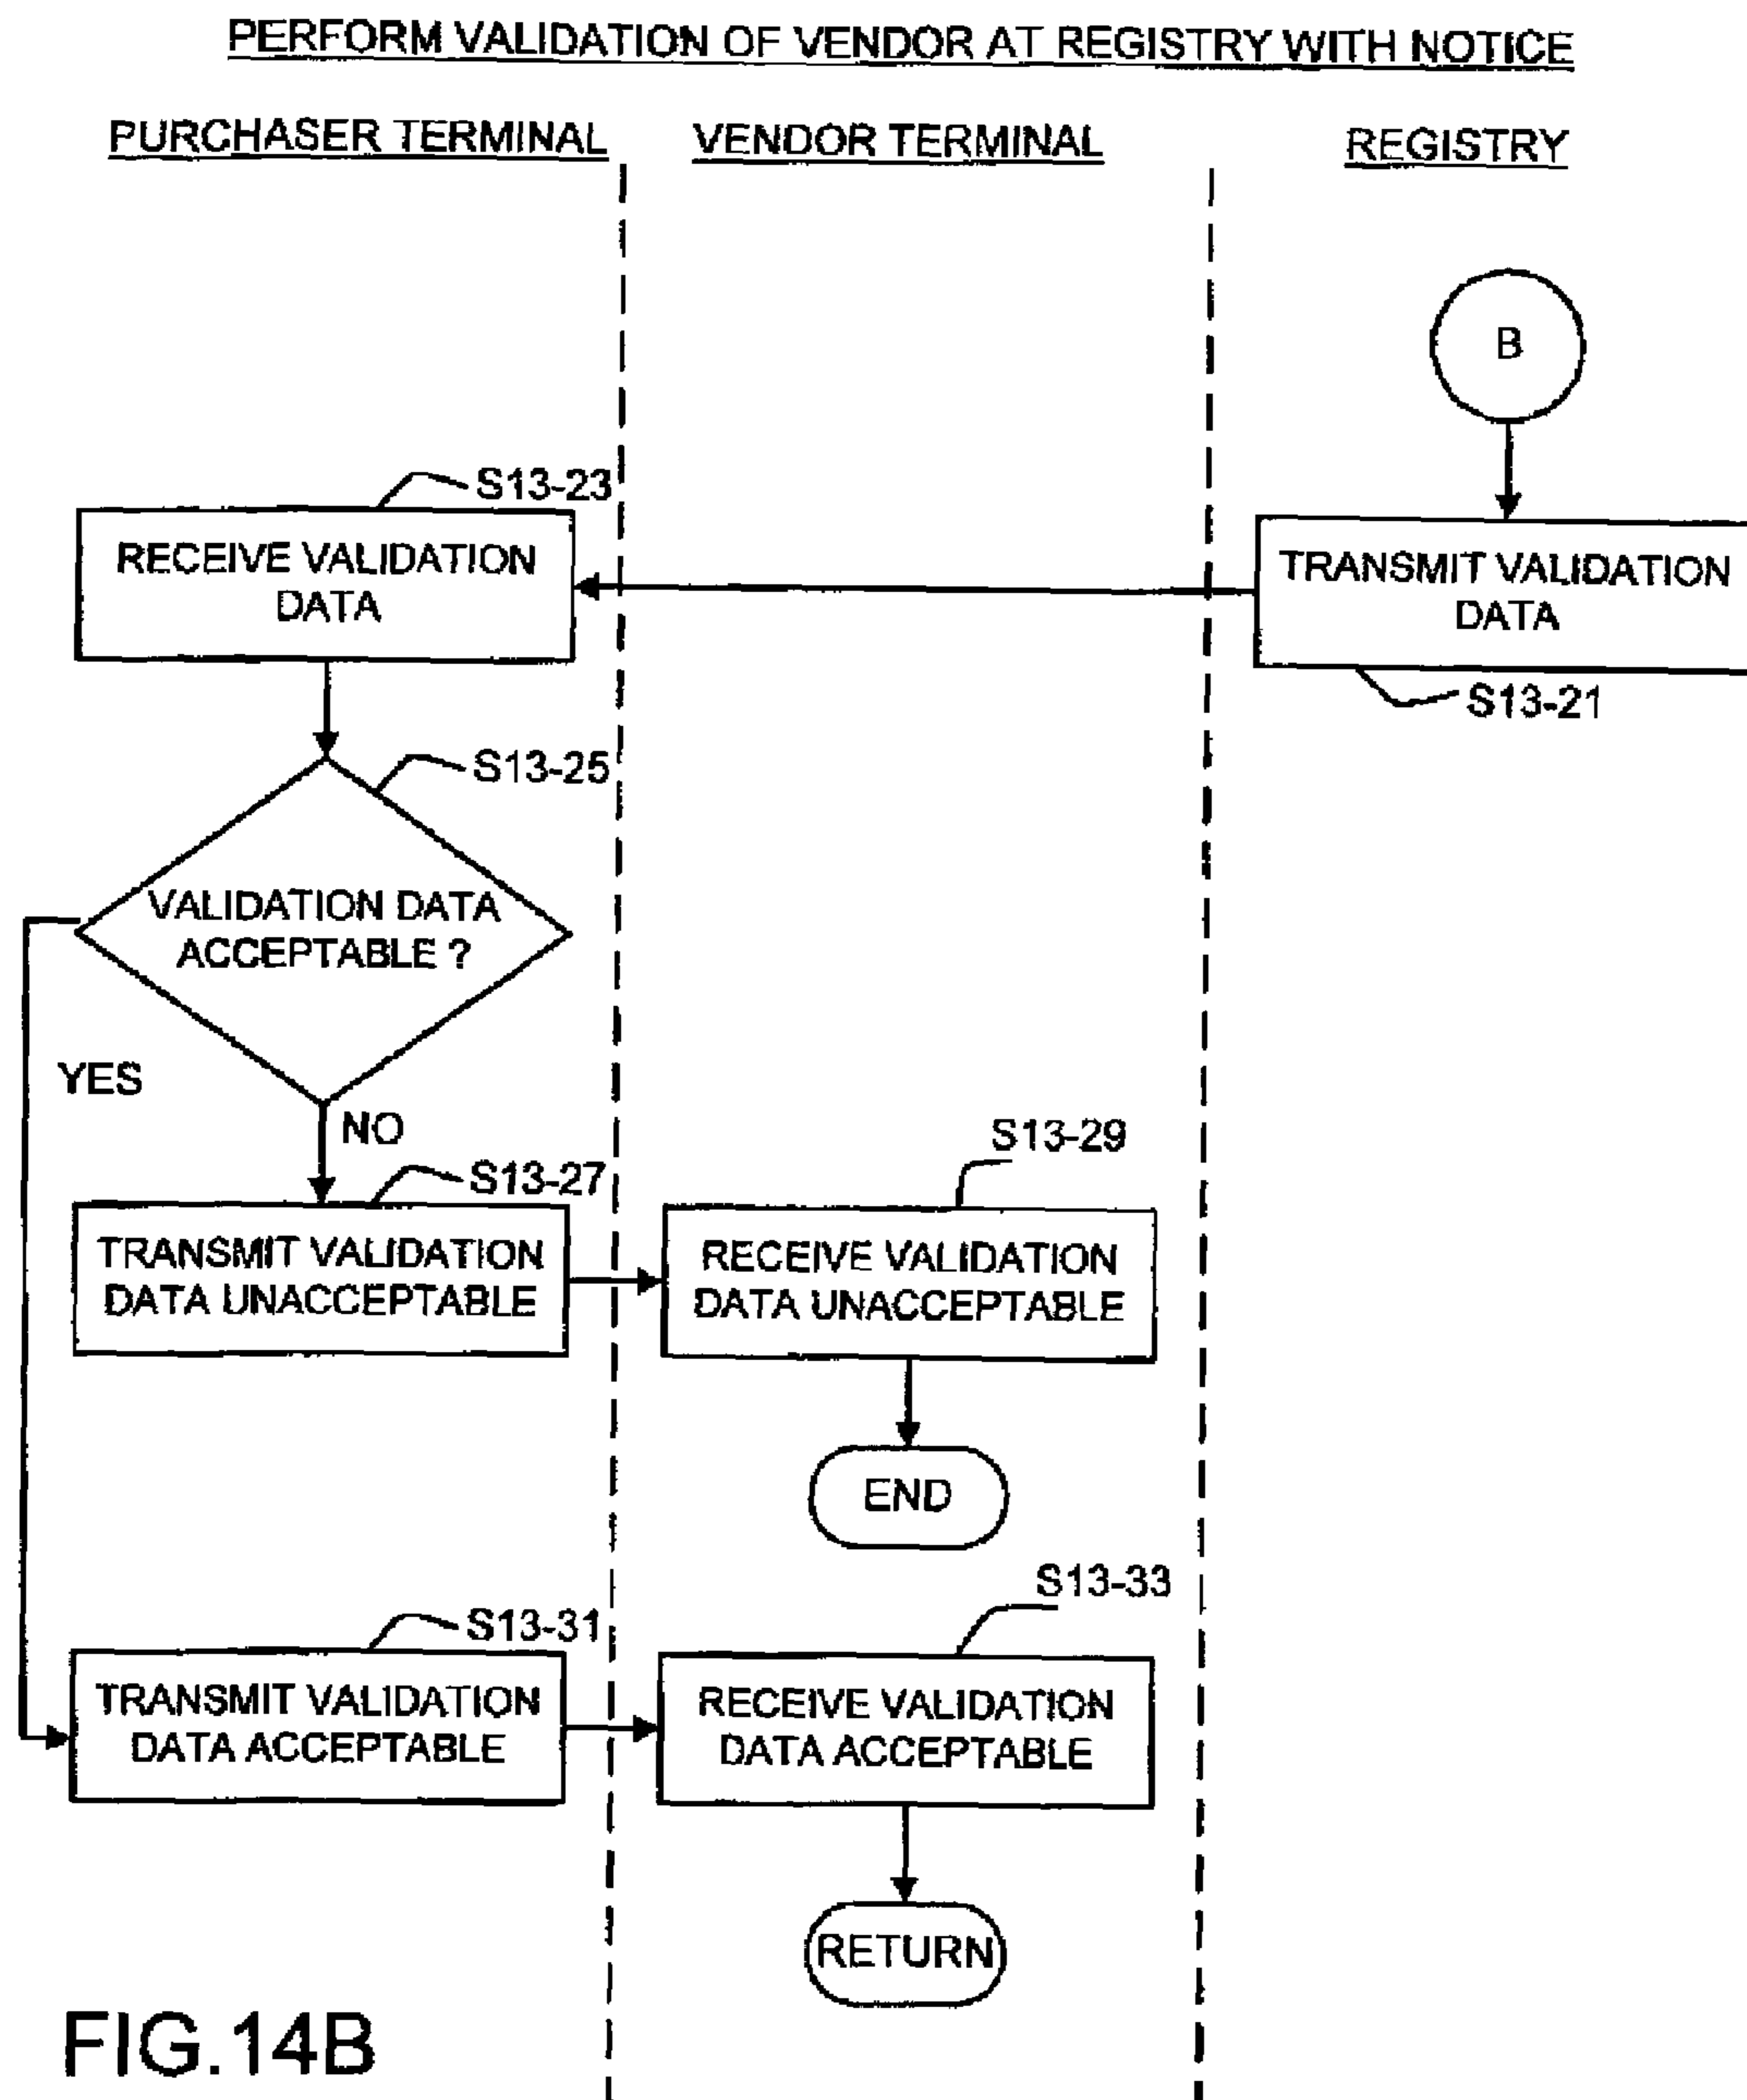 PERFORM VALIDATION OF VENDOR AT REGISTRY WITH NOTICE
PURCHASER TERMINAL
VENDOR TERMINAL
REGISTRY
B
S13-23
RECEIVE VALIDATION
DATA
TRANSMIT VALIDATION
DATA
S13-21
S13-25
VALIDATION DATA
ACCEPTABLE ?
YES
NO
S13-27
TRANSMIT VALIDATION
DATA UNACCEPTABLE
S13-29
RECEIVE VALIDATION
DATA UNACCEPTABLE
END
S13-31
TRANSMIT VALIDATION
DATA ACCEPTABLE
S13-33
RECEIVE VALIDATION
DATA ACCEPTABLE
RETURN
FIG.14B